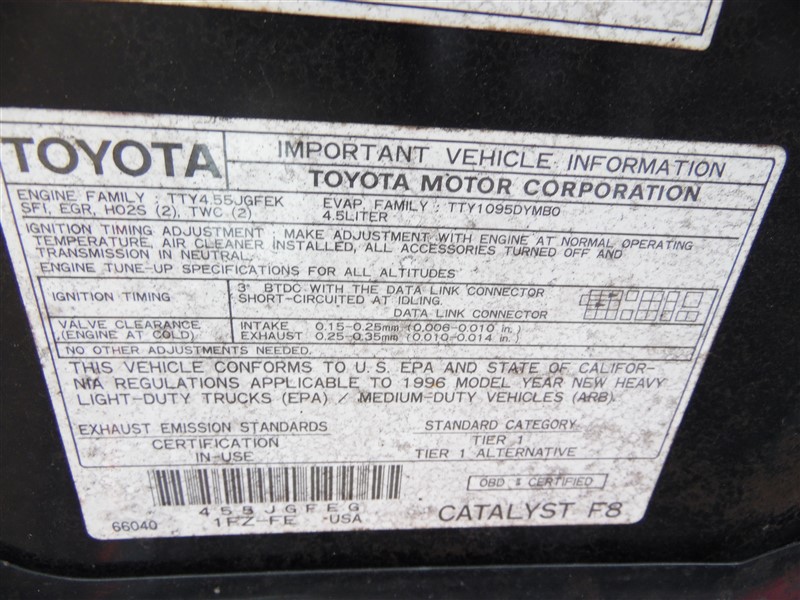 TOYOTA
IMPORTANT VEHICLE INFORMATION
TOYOTA MOTOR CORPORATION
ENGINE FAMILY : TTY4.55JGFEK EVAP. FAMILY : TTY1095DYMB0
SFI, EGR, HO2S (2), TWC (2) 4.5LITER
IGNITION TIMING ADJUSTMENT : MAKE ADJUSTMENT WITH ENGINE AT NORMAL OPERATING
TEMPERATURE, AIR CLEANER INSTALLED, ALL ACCESSORIES TURNED OFF AND
TRANSMISSION IN NEUTRAL.
ENGINE TUNE-UP SPECIFICATIONS FOR ALL ALTITUDES
IGNITION TIMING
3° BTDC WITH THE DATA LINK CONNECTOR
SHORT-CIRCUITED AT IDLING.
DATA LINK CONNECTOR
VALVE CLEARANCE INTAKE 0.15-0.25mm (0.006-0.010 in.)
(ENGINE AT COLD) EXHAUST 0.25-0.35mm (0.010-0.014 in.)
NO OTHER ADJUSTMENTS NEEDED.
THIS VEHICLE CONFORMS TO U.S. EPA AND STATE OF CALIFOR-
NIA REGULATIONS APPLICABLE TO 1996 MODEL YEAR NEW HEAVY
LIGHT-DUTY TRUCKS (EPA) / MEDIUM-DUTY VEHICLES (ARB).
EXHAUST EMISSION STANDARDS STANDARD CATEGORY
CERTIFICATION TIER 1
IN-USE TIER 1 ALTERNATIVE
OBD II CERTIFIED
455JGFEG
66040 1FZ-FE USA
CATALYST F8